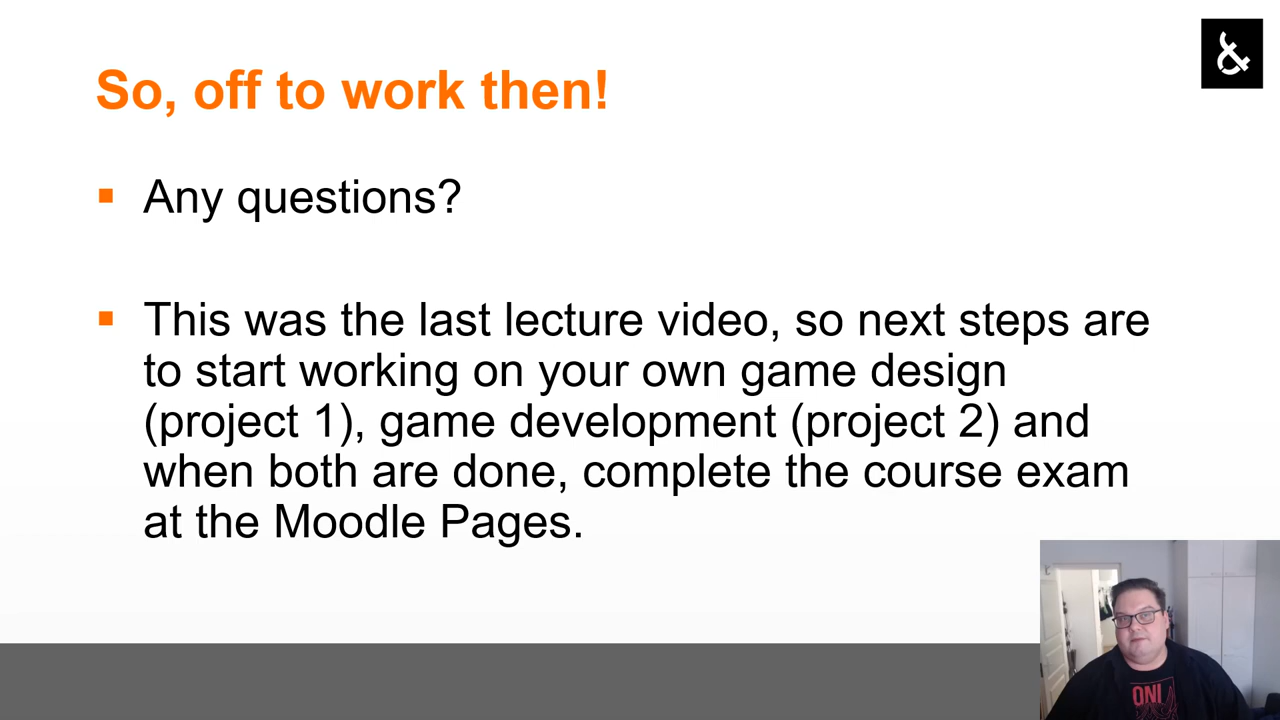 So, off to work then!
&
Any questions?
This was the last lecture video, so next steps are
to start working on your own game design
(project 1), game development (project 2) and
when both are done, complete the course exam
at the Moodle Pages.
ONI